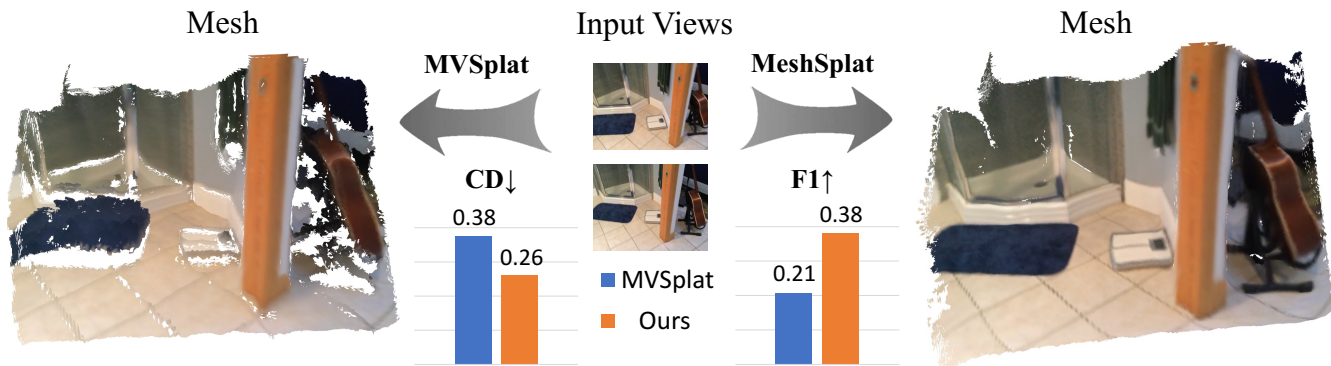 Mesh
Input Views
Mesh
MVSplat
MeshSplat
CD↓
0.38
0.26
F1↑
0.38
0.21
MVSplat
Ours